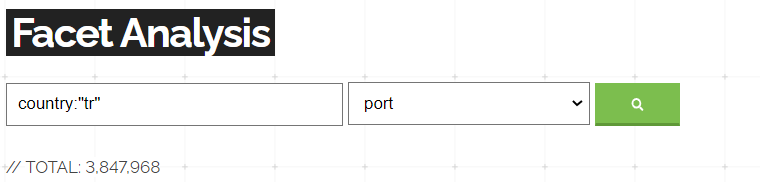 Facet Analysis
country:"tr" port
// TOTAL: 3,847,968